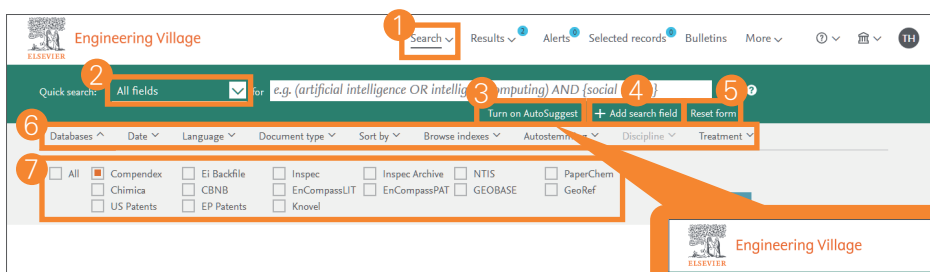 1
Engineering Village
ELSEVIER
Search
Results 2
Alerts 0
Selected records 0
Bulletins
More
?
TH
2
Quick search:
All fields
for
e.g. (artificial intelligence OR intellig puting) AND {social }
?
3
4
5
Turn on AutoSuggest
+ Add search field
Reset form
6
Databases Date Language Document type Sort by Browse indexes Autostemming Discipline Treatment
7
All Compendex Ei Backfile Inspec Inspec Archive NTIS PaperChem
Chimica CBNB EnCompassLIT EnCompassPAT GEOBASE GeoRef
US Patents EP Patents Knovel
Engineering Village
ELSEVIER